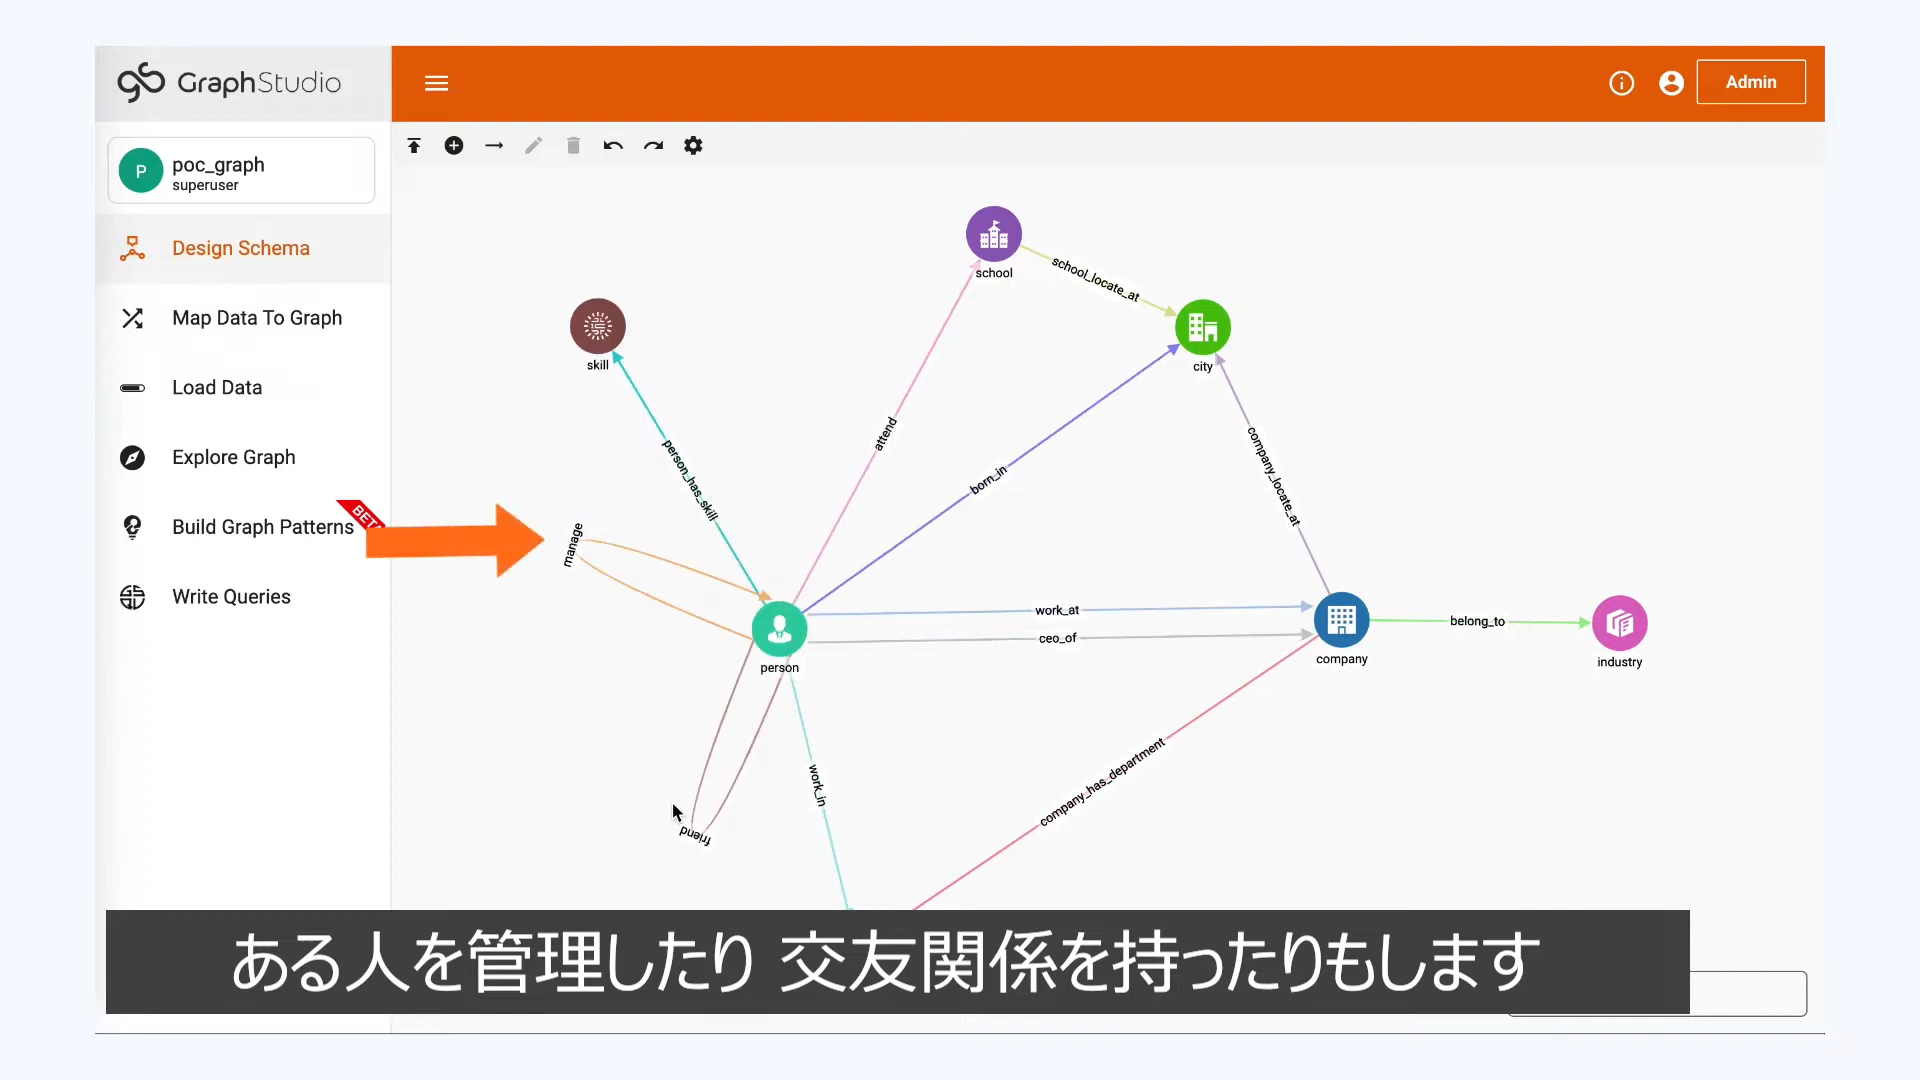 GraphStudio
Admin
P
poc_graph
superuser
Design Schema
Map Data To Graph
Load Data
Explore Graph
Build Graph Patterns
BETA
Write Queries
school
school_locate_at
skill
city
attend
person_has_skill
born_in
company_locate_at
manage
work_at
ceo_of
belong_to
person
company
industry
work_in
company_has_department
friend
ある人を管理したり 交友関係を持ったりもします